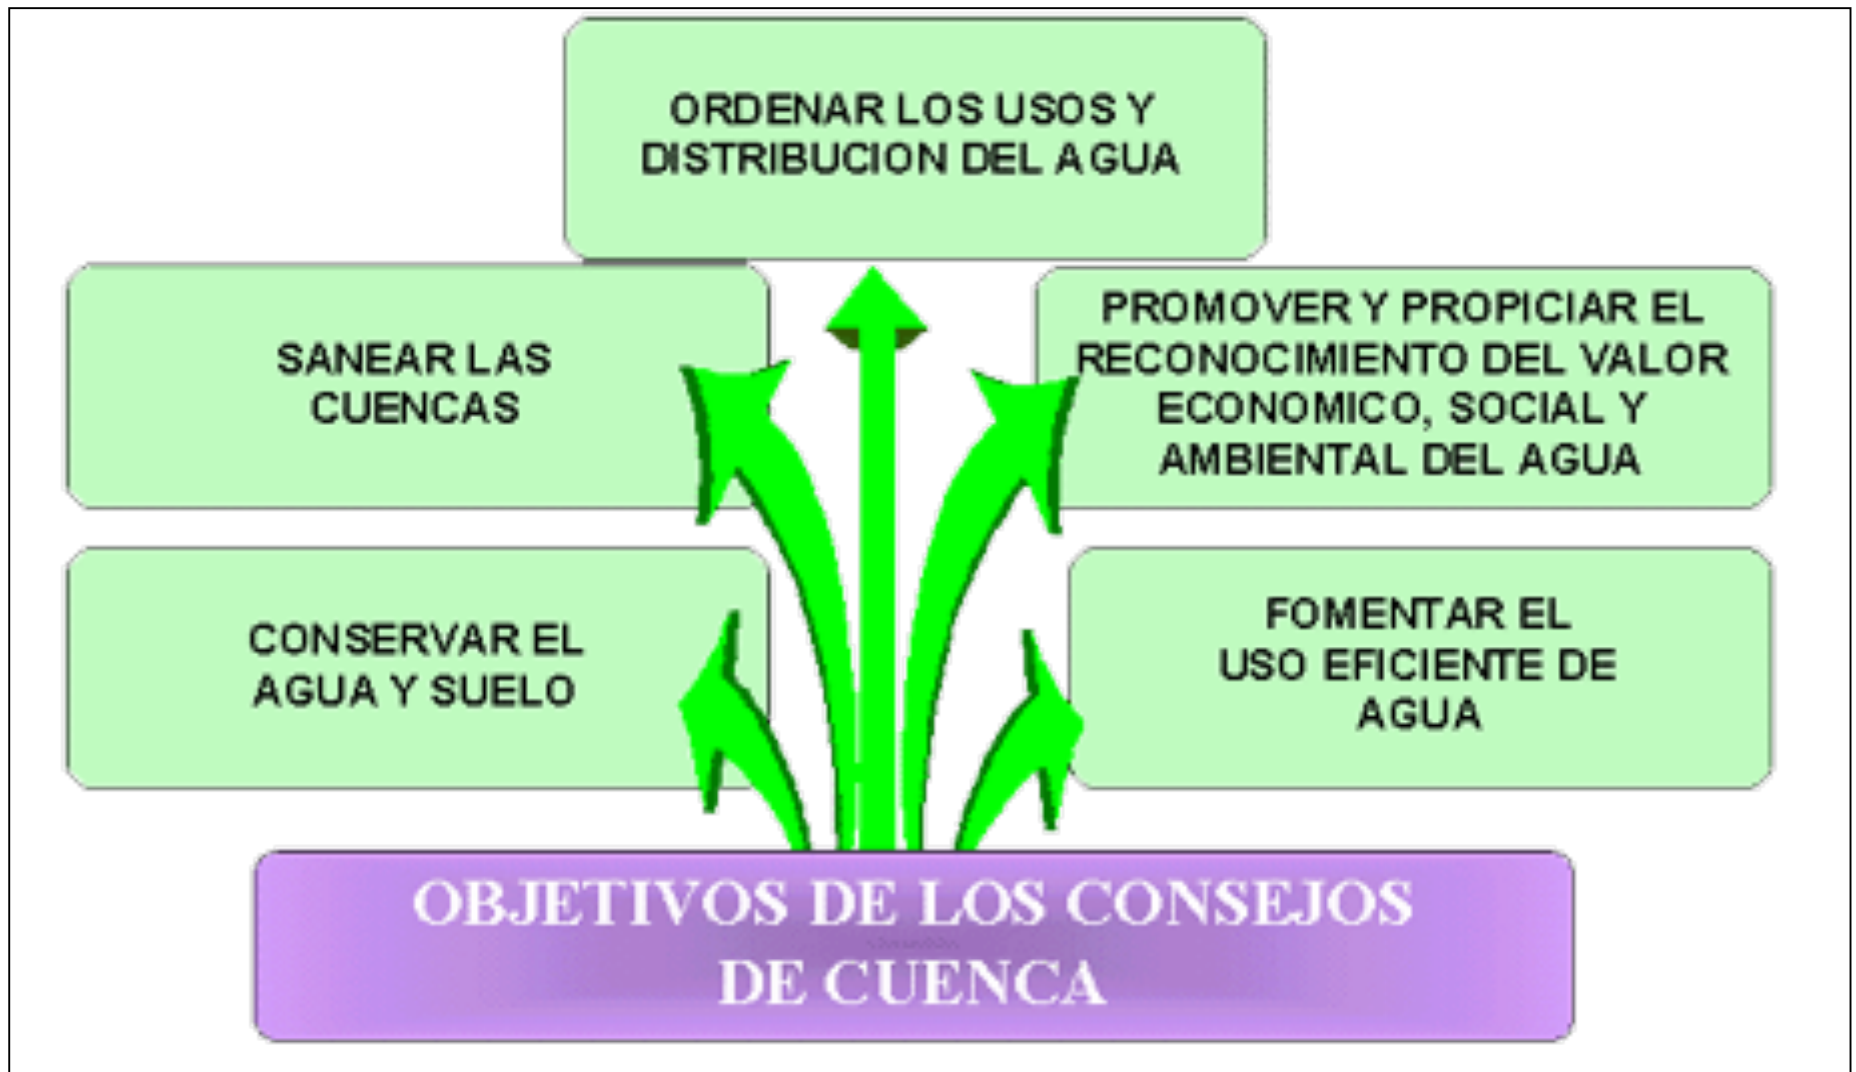 ORDENAR LOS USOS Y
DISTRIBUCION DEL AGUA
SANEAR LAS
CUENCAS
PROMOVER Y PROPICIAR EL
RECONOCIMIENTO DEL VALOR
ECONOMICO, SOCIAL Y
AMBIENTAL DEL AGUA
CONSERVAR EL
AGUA Y SUELO
FOMENTAR EL
USO EFICIENTE DE
AGUA
OBJETIVOS DE LOS CONSEJOS
DE CUENCA